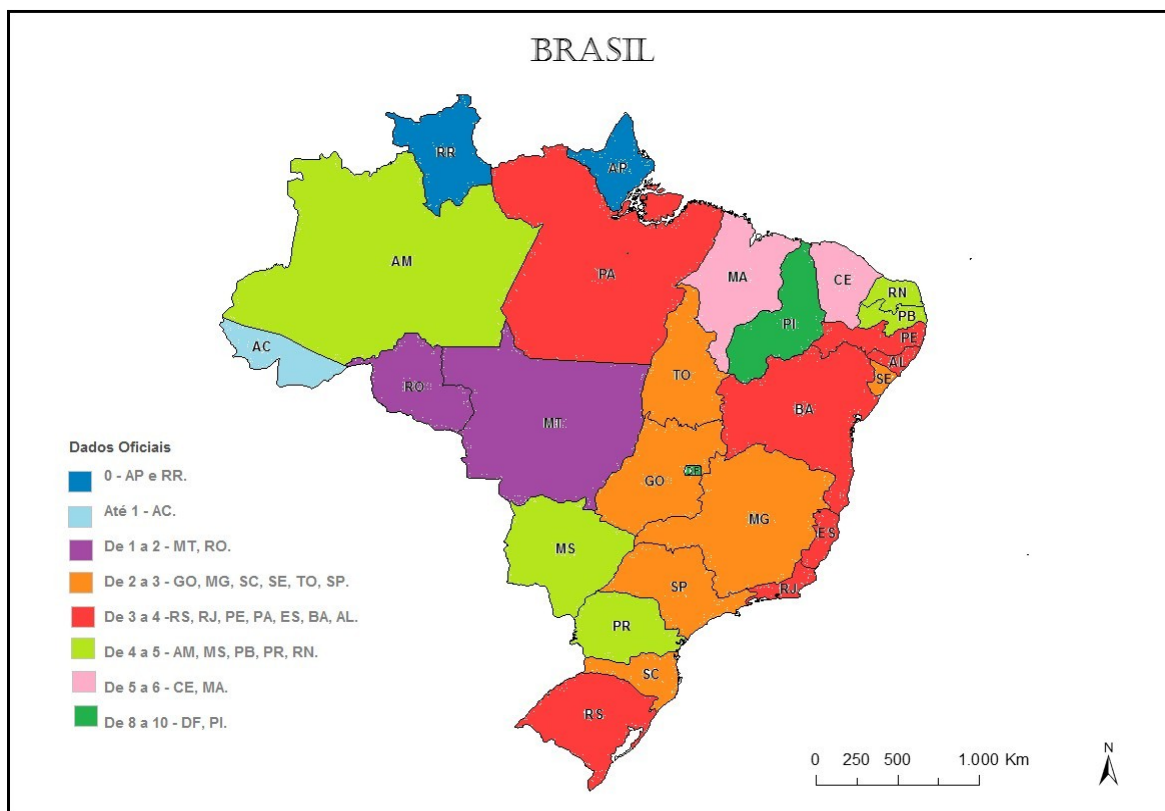 BRASIL
RR
AP
AM
PA
MA
CE
RN
PB
PI
PE
AL
AC
SE
TO
RO
BA
MT
DF
GO
MG
ES
MS
SP
RJ
PR
SC
RS
Dados Oficiais
0 - AP e RR.
Até 1 - AC.
De 1 a 2 - MT, RO.
De 2 a 3 - GO, MG, SC, SE, TO, SP.
De 3 a 4 -RS, RJ, PE, PA, ES, BA, AL.
De 4 a 5 - AM, MS, PB, PR, RN.
De 5 a 6 - CE, MA.
De 8 a 10 - DF, PI.
0 250 500 1.000 Km
N